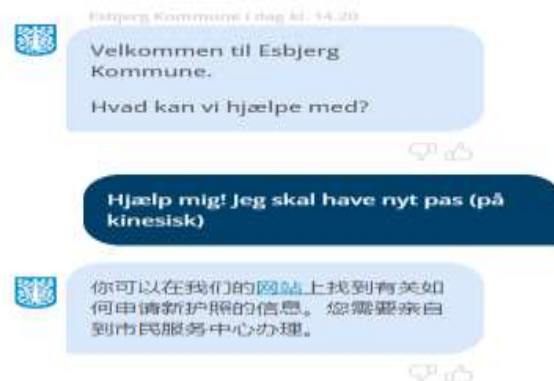 Esbjerg Kommune i dag kl. 14.20
Velkommen til Esbjerg
Kommune.
Hvad kan vi hjælpe med?
Hjælp mig! Jeg skal have nyt pas (på
kinesisk)
你可以在我们的网站上找到有关如
何申请新护照的信息。您需要亲自
到市民服务中心办理。